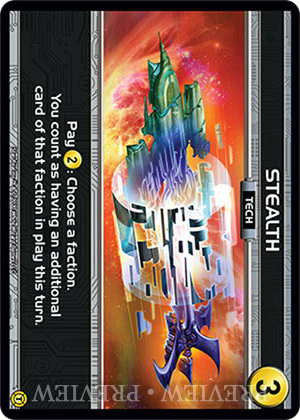 STEALTH
TECH
3
Pay 2: Choose a faction.
You count as having an additional
card of that faction in play this turn.
T
PREVIEW • PREVIEW